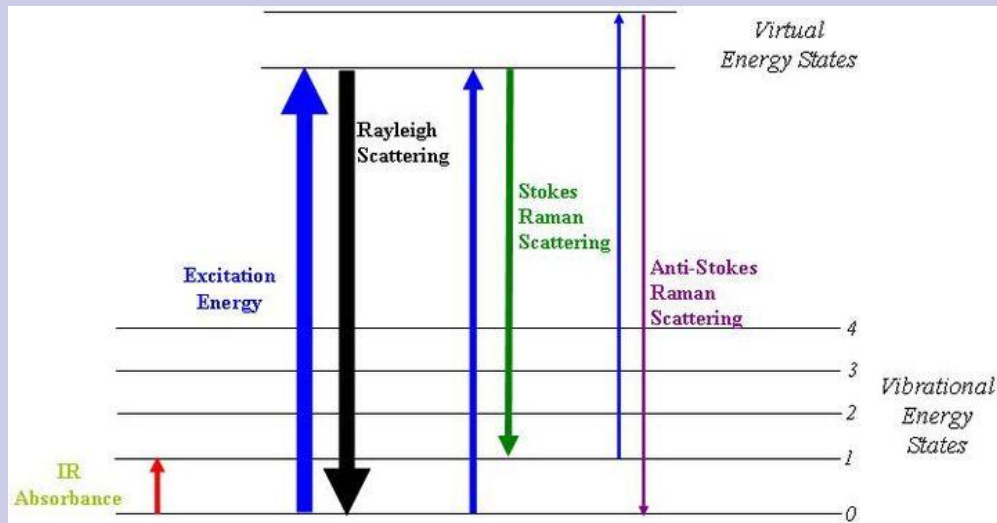 Virtual
Energy States
Rayleigh
Scattering
Stokes
Raman
Scattering
Excitation
Energy
Anti-Stokes
Raman
Scattering
4
3
2
1
0
Vibrational
Energy
States
IR
Absorbance